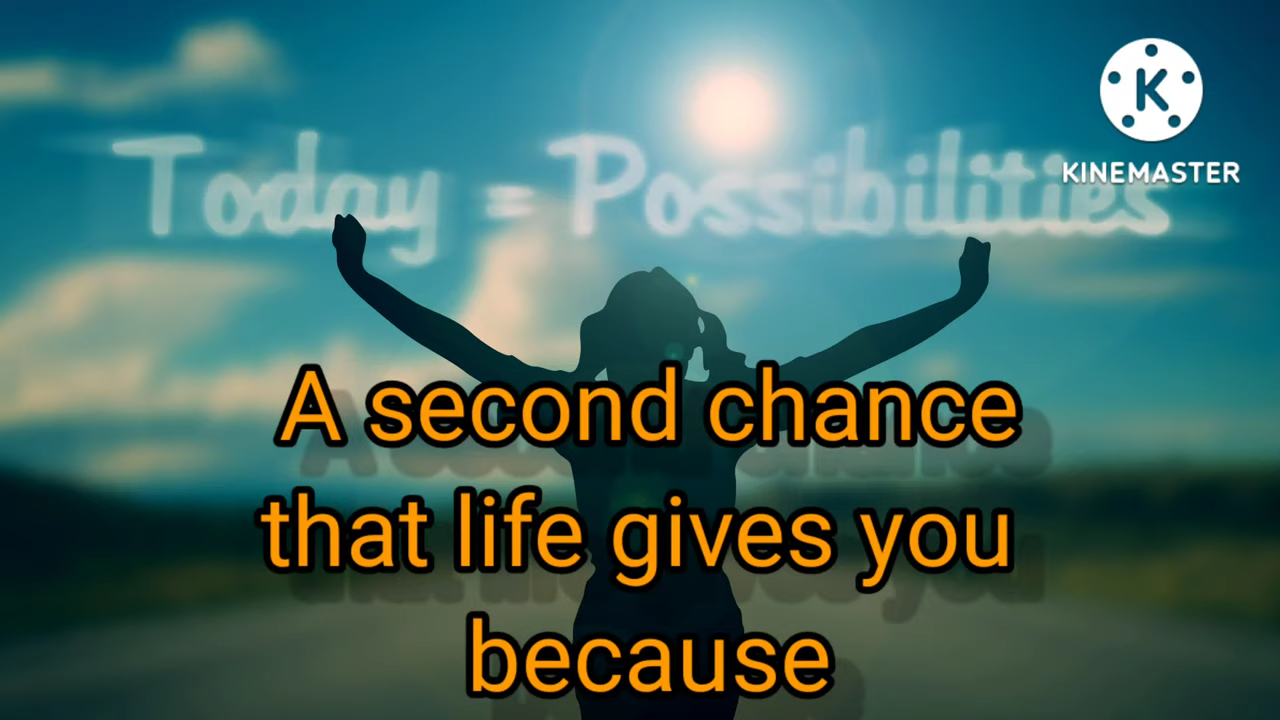 Today = Possibilities
K
KINEMASTER
A second chance
that life gives you
because